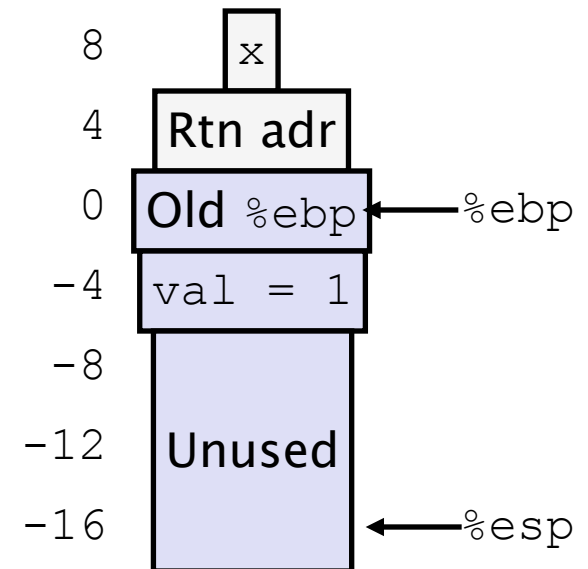 8 x
4 Rtn adr
0 Old %ebp %ebp
-4 val = 1
-8
-12 Unused
-16 %esp